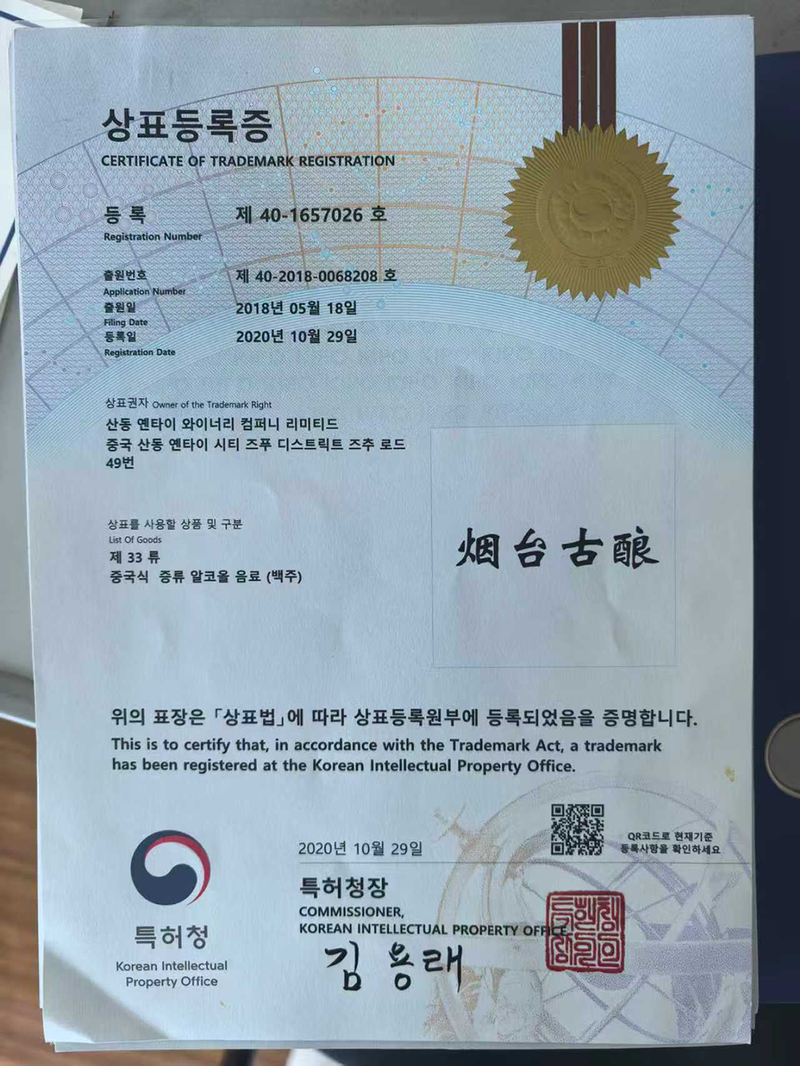 상표등록증
CERTIFICATE OF TRADEMARK REGISTRATION
등록 제 40-1657026 호
Registration Number
출원번호 제 40-2018-0068208 호
Application Number
출원일 2018년 05월 18일
Filing Date
등록일 2020년 10월 29일
Registration Date
상표권자 Owner of the Trademark Right
산동 옌타이 와이너리 컴퍼니 리미티드
중국 산동 옌타이 시티 즈푸 디스트릭트 즈추 로드
49번
상표를 사용할 상품 및 구분
List Of Goods
제 33 류
중국식 증류 알코올 음료 (백주)
烟台古酿
위의 표장은 「상표법」에 따라 상표등록원부에 등록되었음을 증명합니다.
This is to certify that, in accordance with the Trademark Act, a trademark
has been registered at the Korean Intellectual Property Office.
2020년 10월 29일
QR코드로 현재기준
등록사항을 확인하세요
특허청장
COMMISSIONER,
KOREAN INTELLECTUAL PROPERTY OFFICE
김용래
특허청
Korean Intellectual
Property Office